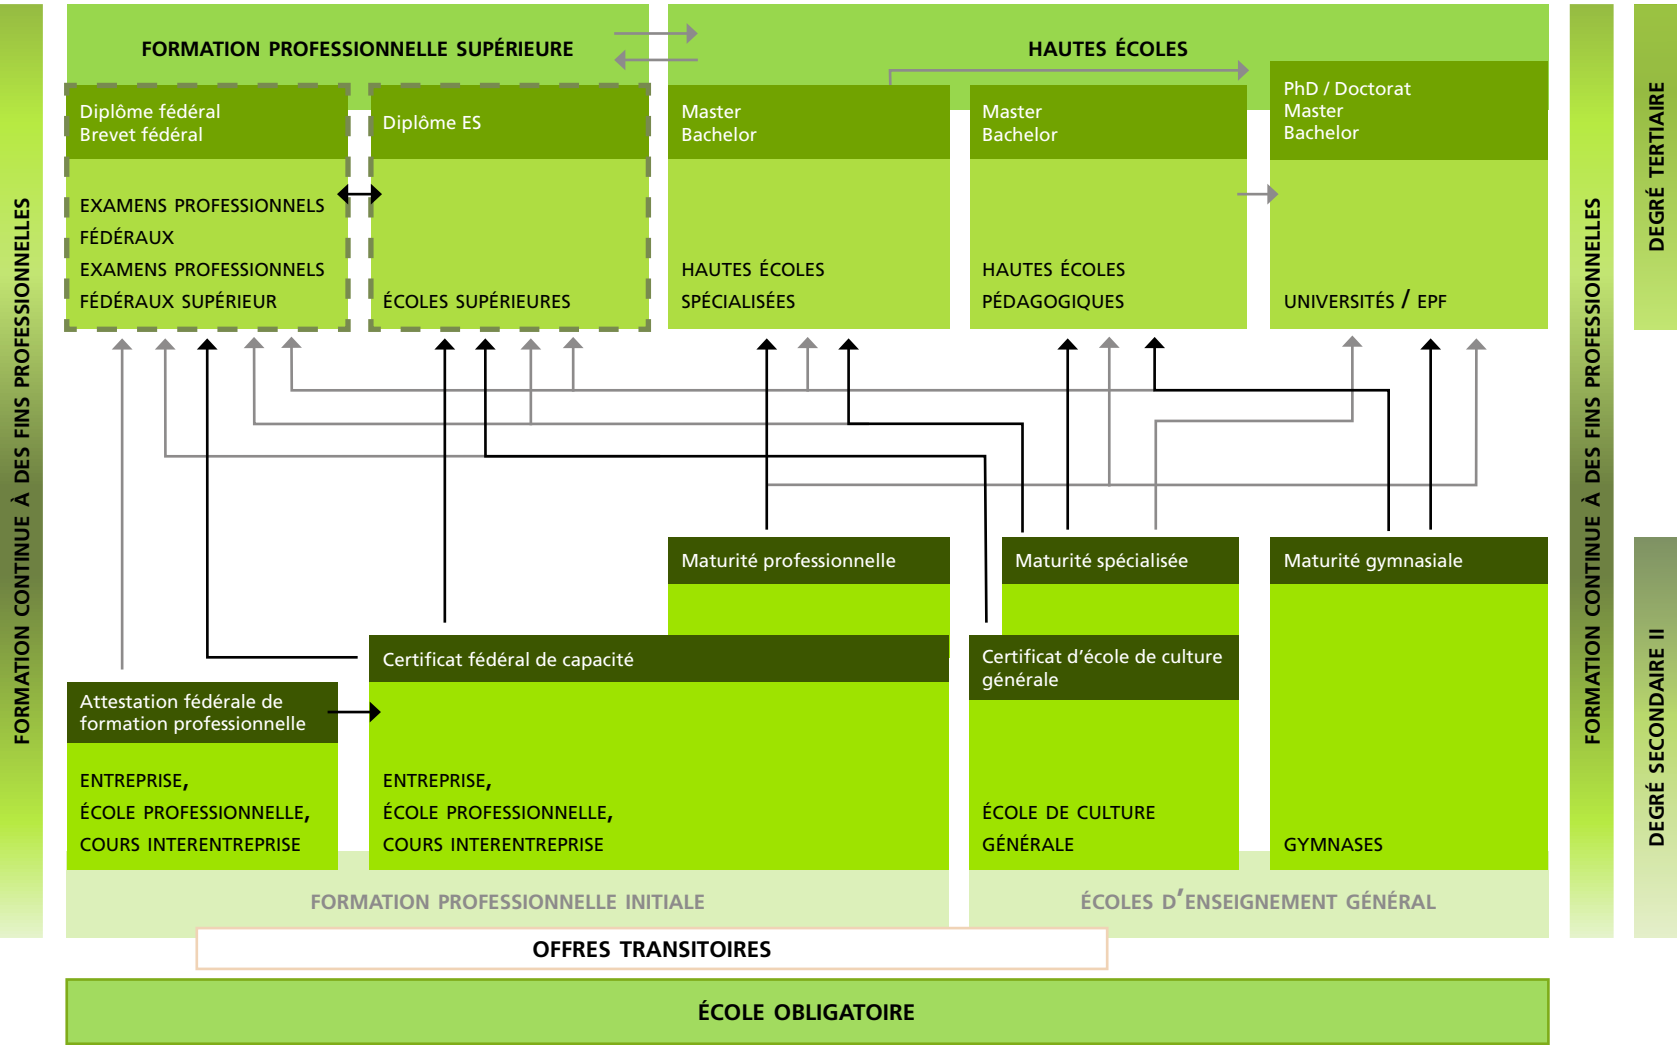 FORMATION PROFESSIONNELLE SUPÉRIEURE
HAUTES ÉCOLES
Diplôme fédéral
Brevet fédéral
EXAMENS PROFESSIONNELS
FÉDÉRAUX
EXAMENS PROFESSIONNELS
FÉDÉRAUX SUPÉRIEUR
Diplôme ES
ÉCOLES SUPÉRIEURES
Master
Bachelor
HAUTES ÉCOLES
SPÉCIALISÉES
Master
Bachelor
HAUTES ÉCOLES
PÉDAGOGIQUES
PhD / Doctorat
Master
Bachelor
UNIVERSITÉS / EPF
Maturité professionnelle
Maturité spécialisée
Maturité gymnasiale
Certificat fédéral de capacité
Certificat d'école de culture
générale
Attestation fédérale de
formation professionnelle
ENTREPRISE,
ÉCOLE PROFESSIONNELLE,
COURS INTERENTREPRISE
ENTREPRISE,
ÉCOLE PROFESSIONNELLE,
COURS INTERENTREPRISE
ÉCOLE DE CULTURE
GÉNÉRALE
GYMNASES
FORMATION PROFESSIONNELLE INITIALE
ÉCOLES D'ENSEIGNEMENT GÉNÉRAL
OFFRES TRANSITOIRES
ÉCOLE OBLIGATOIRE
FORMATION CONTINUE À DES FINS PROFESSIONNELLES
FORMATION CONTINUE À DES FINS PROFESSIONNELLES
DEGRÉ TERTIAIRE
DEGRÉ SECONDAIRE II